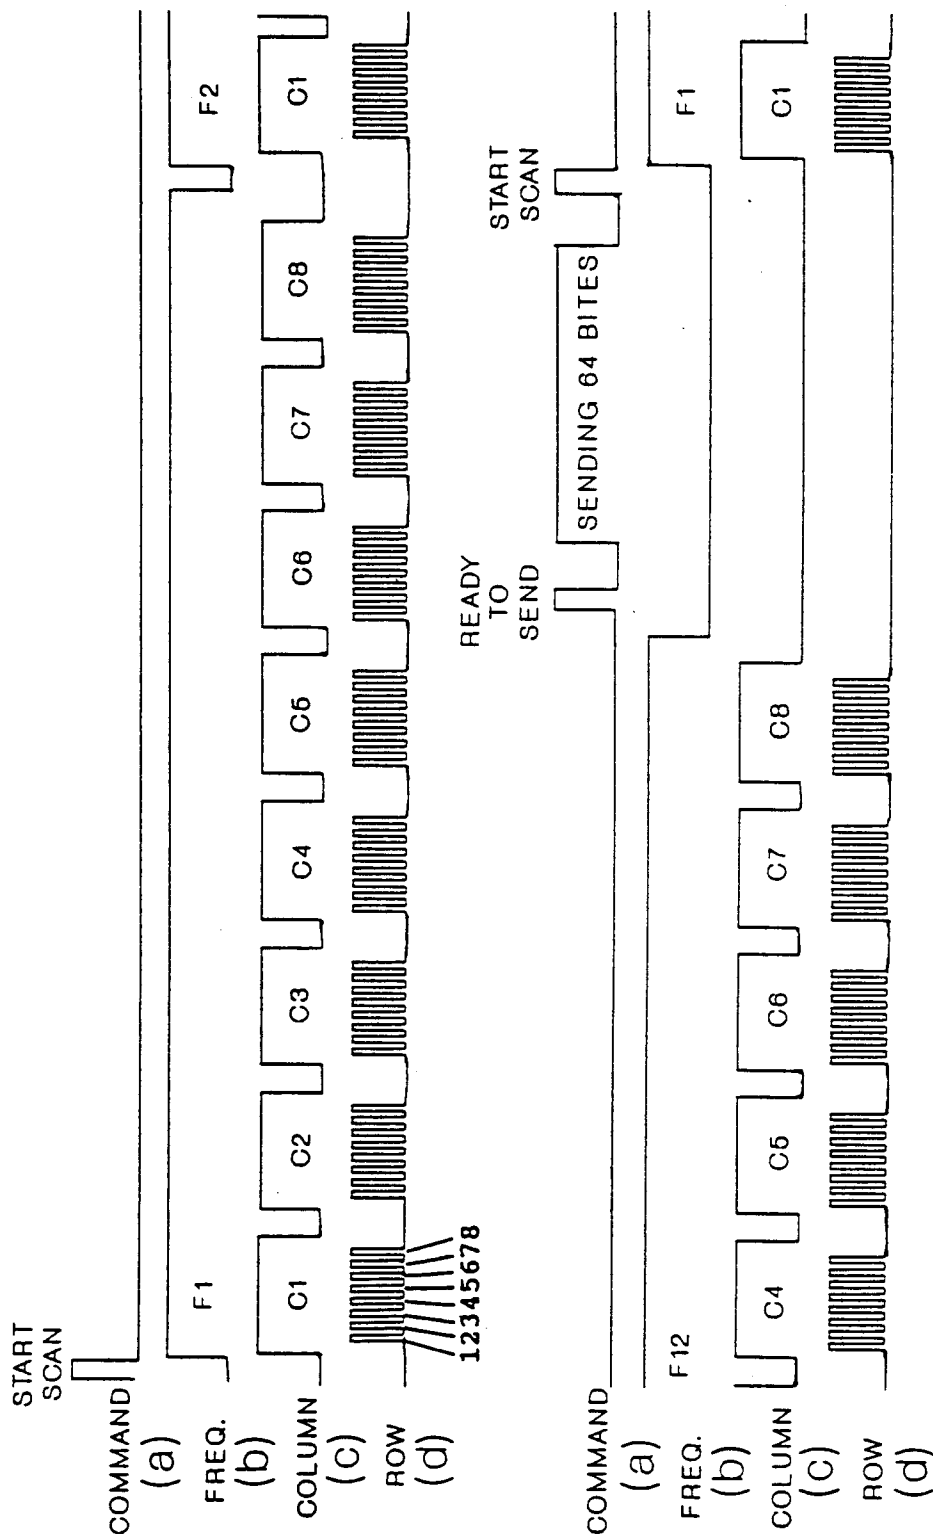 START
SCAN
COMMAND
(a)
FREQ.
(b)
F1
F2
COLUMN
(c)
C1
C2
C3
C4
C5
C6
C7
C8
C1
ROW
(d)
12345678
READY
TO
SEND
START
SCAN
COMMAND
(a)
SENDING 64 BITES
FREQ.
(b)
F12
F1
COLUMN
(c)
C4
C5
C6
C7
C8
C1
ROW
(d)